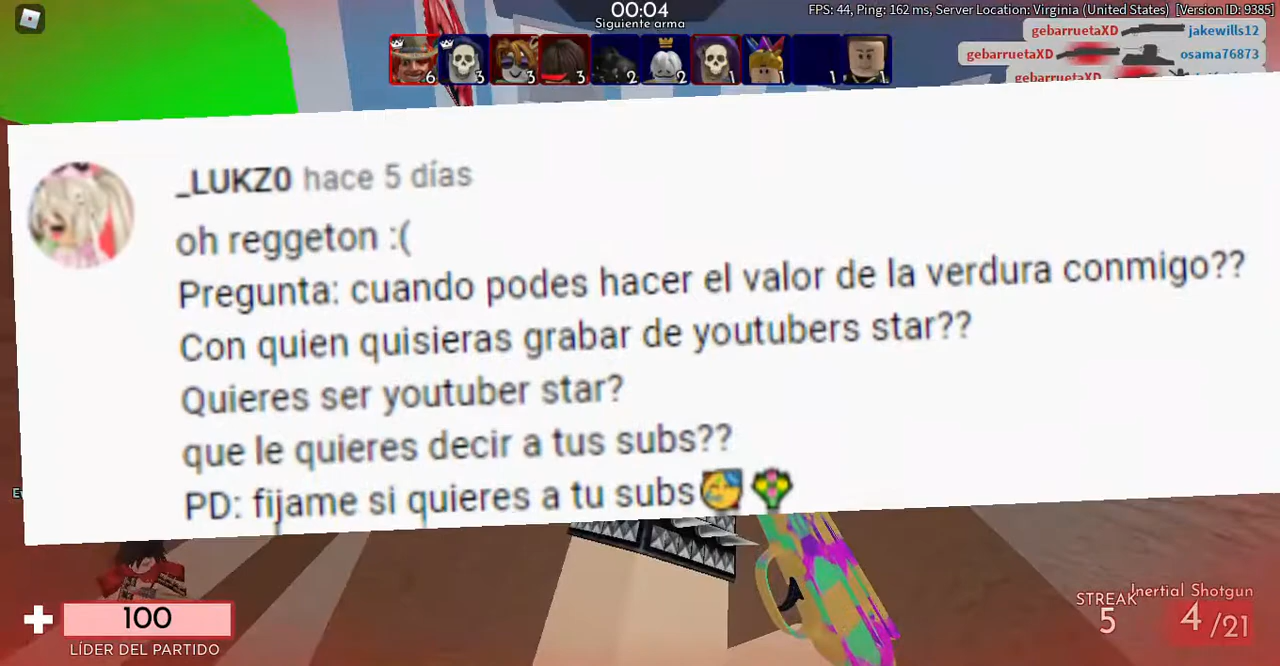 00:04
Siguiente arma
FPS: 44, Ping: 162 ms, Server Location: Virginia (United States) [Version ID: 9385]
gebarruetaXD jakewills12
gebarruetaXD osama76873
gebarruetaXD
6 3 3 3 2 2 1 1 1 1
_LUKZ0 hace 5 días
oh reggeton :(
Pregunta: cuando podes hacer el valor de la verdura conmigo??
Con quien quisieras grabar de youtubers star??
Quieres ser youtuber star?
que le quieres decir a tus subs??
PD: fijame si quieres a tu subs🥳💐
100
LÍDER DEL PARTIDO
Inertial Shotgun
STREAK
5 4/21